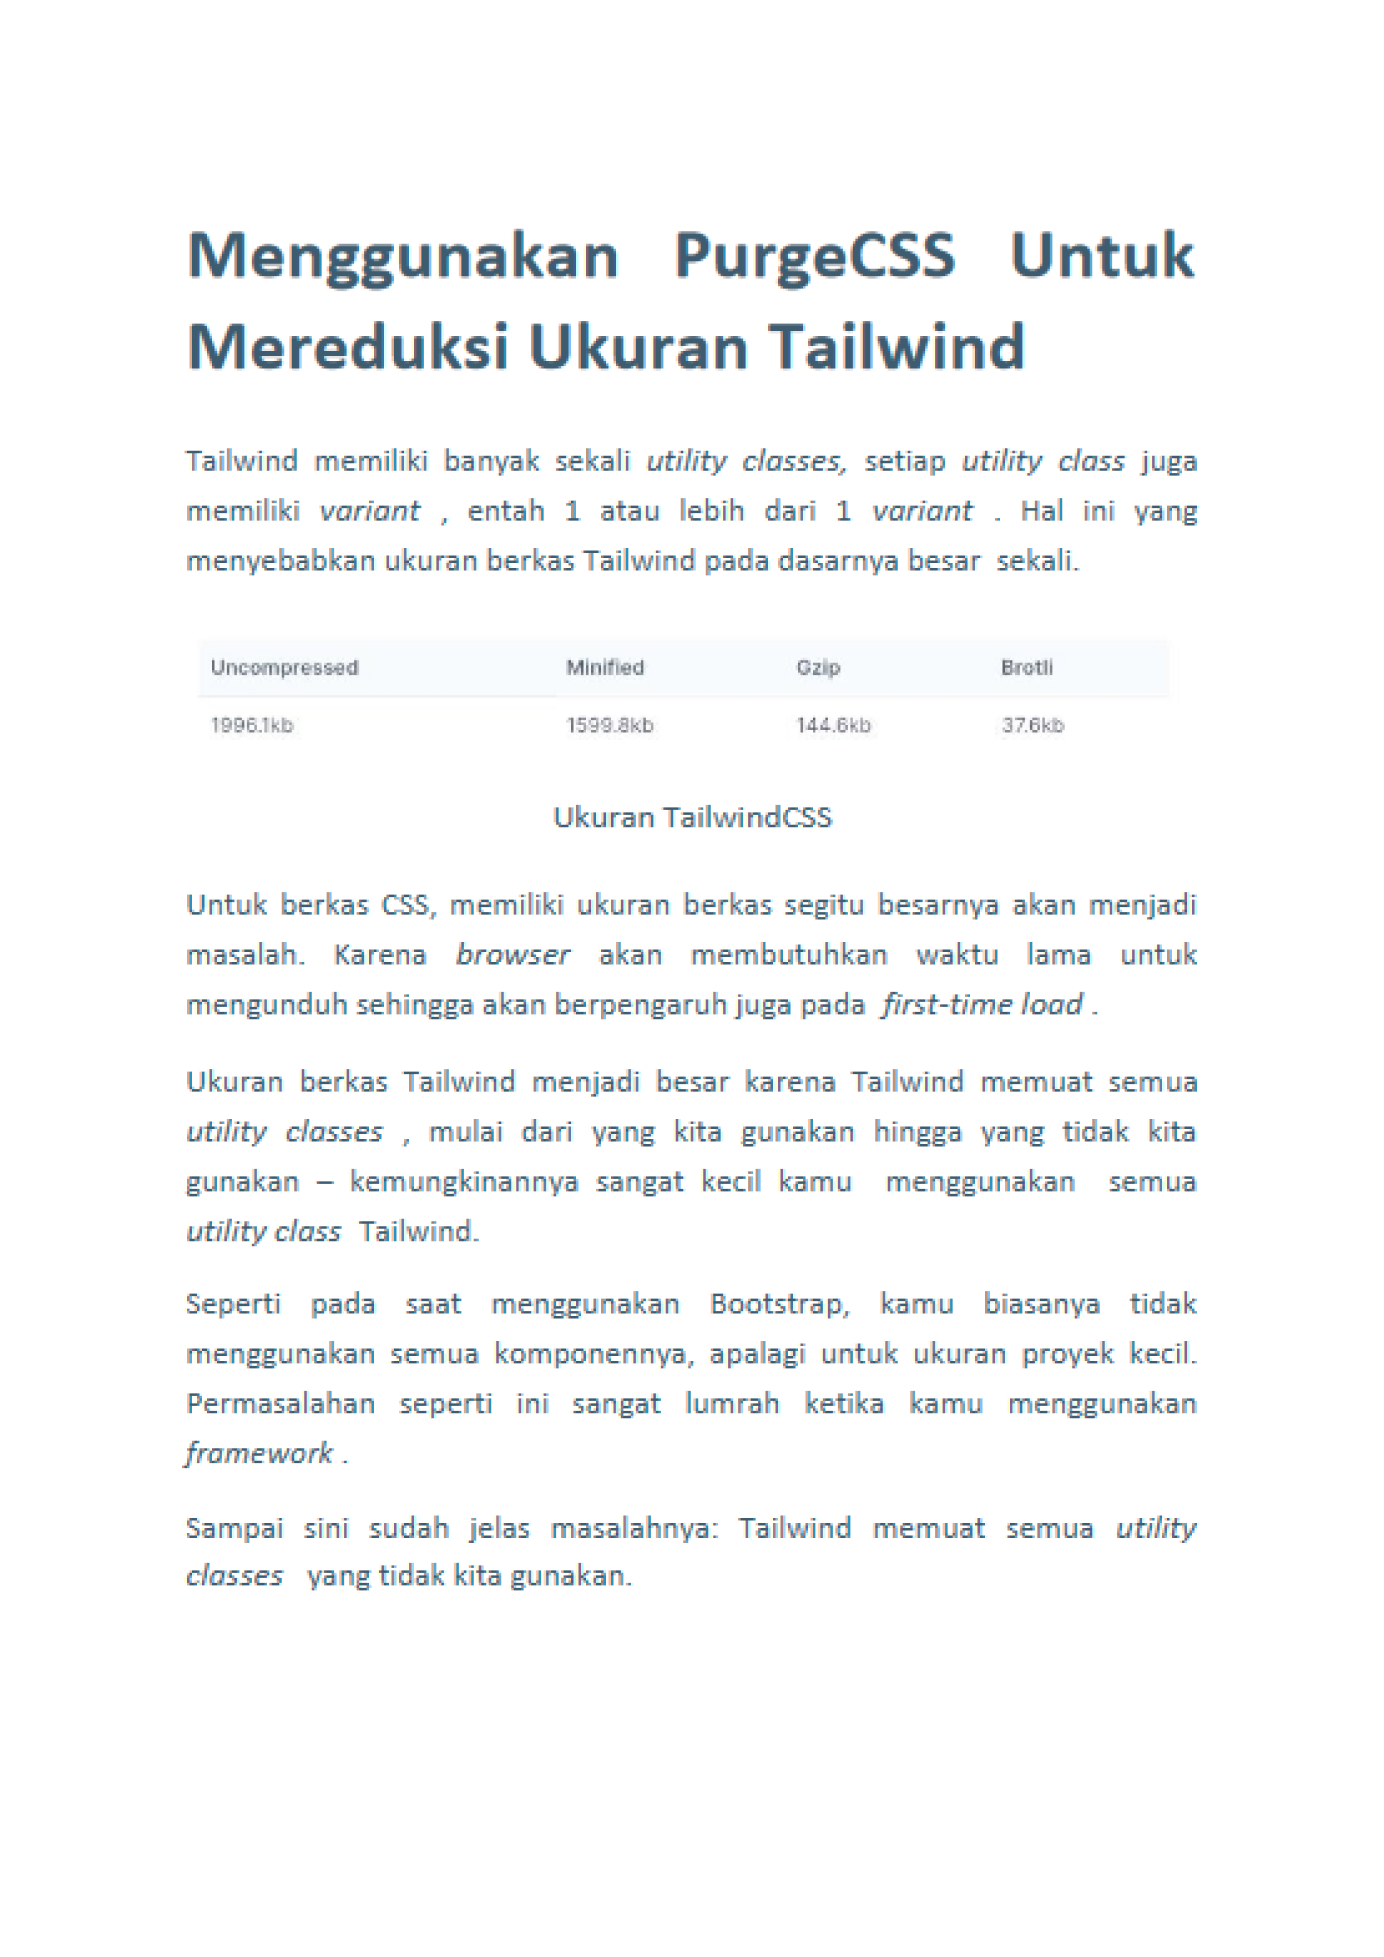 Menggunakan PurgeCSS Untuk
Mereduksi Ukuran Tailwind
Tailwind memiliki banyak sekali utility classes, setiap utility class juga
memiliki variant , entah 1 atau lebih dari 1 variant . Hal ini yang
menyebabkan ukuran berkas Tailwind pada dasarnya besar sekali.
Uncompressed Minified Gzip Brotli
1996.1kb 1599.8kb 144.6kb 37.6kb
Ukuran TailwindCSS
Untuk berkas CSS, memiliki ukuran berkas segitu besarnya akan menjadi
masalah. Karena browser akan membutuhkan waktu lama untuk
mengunduh sehingga akan berpengaruh juga pada first-time load .
Ukuran berkas Tailwind menjadi besar karena Tailwind memuat semua
utility classes , mulai dari yang kita gunakan hingga yang tidak kita
gunakan – kemungkinannya sangat kecil kamu menggunakan semua
utility class Tailwind.
Seperti pada saat menggunakan Bootstrap, kamu biasanya tidak
menggunakan semua komponennya, apalagi untuk ukuran proyek kecil.
Permasalahan seperti ini sangat lumrah ketika kamu menggunakan
framework .
Sampai sini sudah jelas masalahnya: Tailwind memuat semua utility
classes yang tidak kita gunakan.